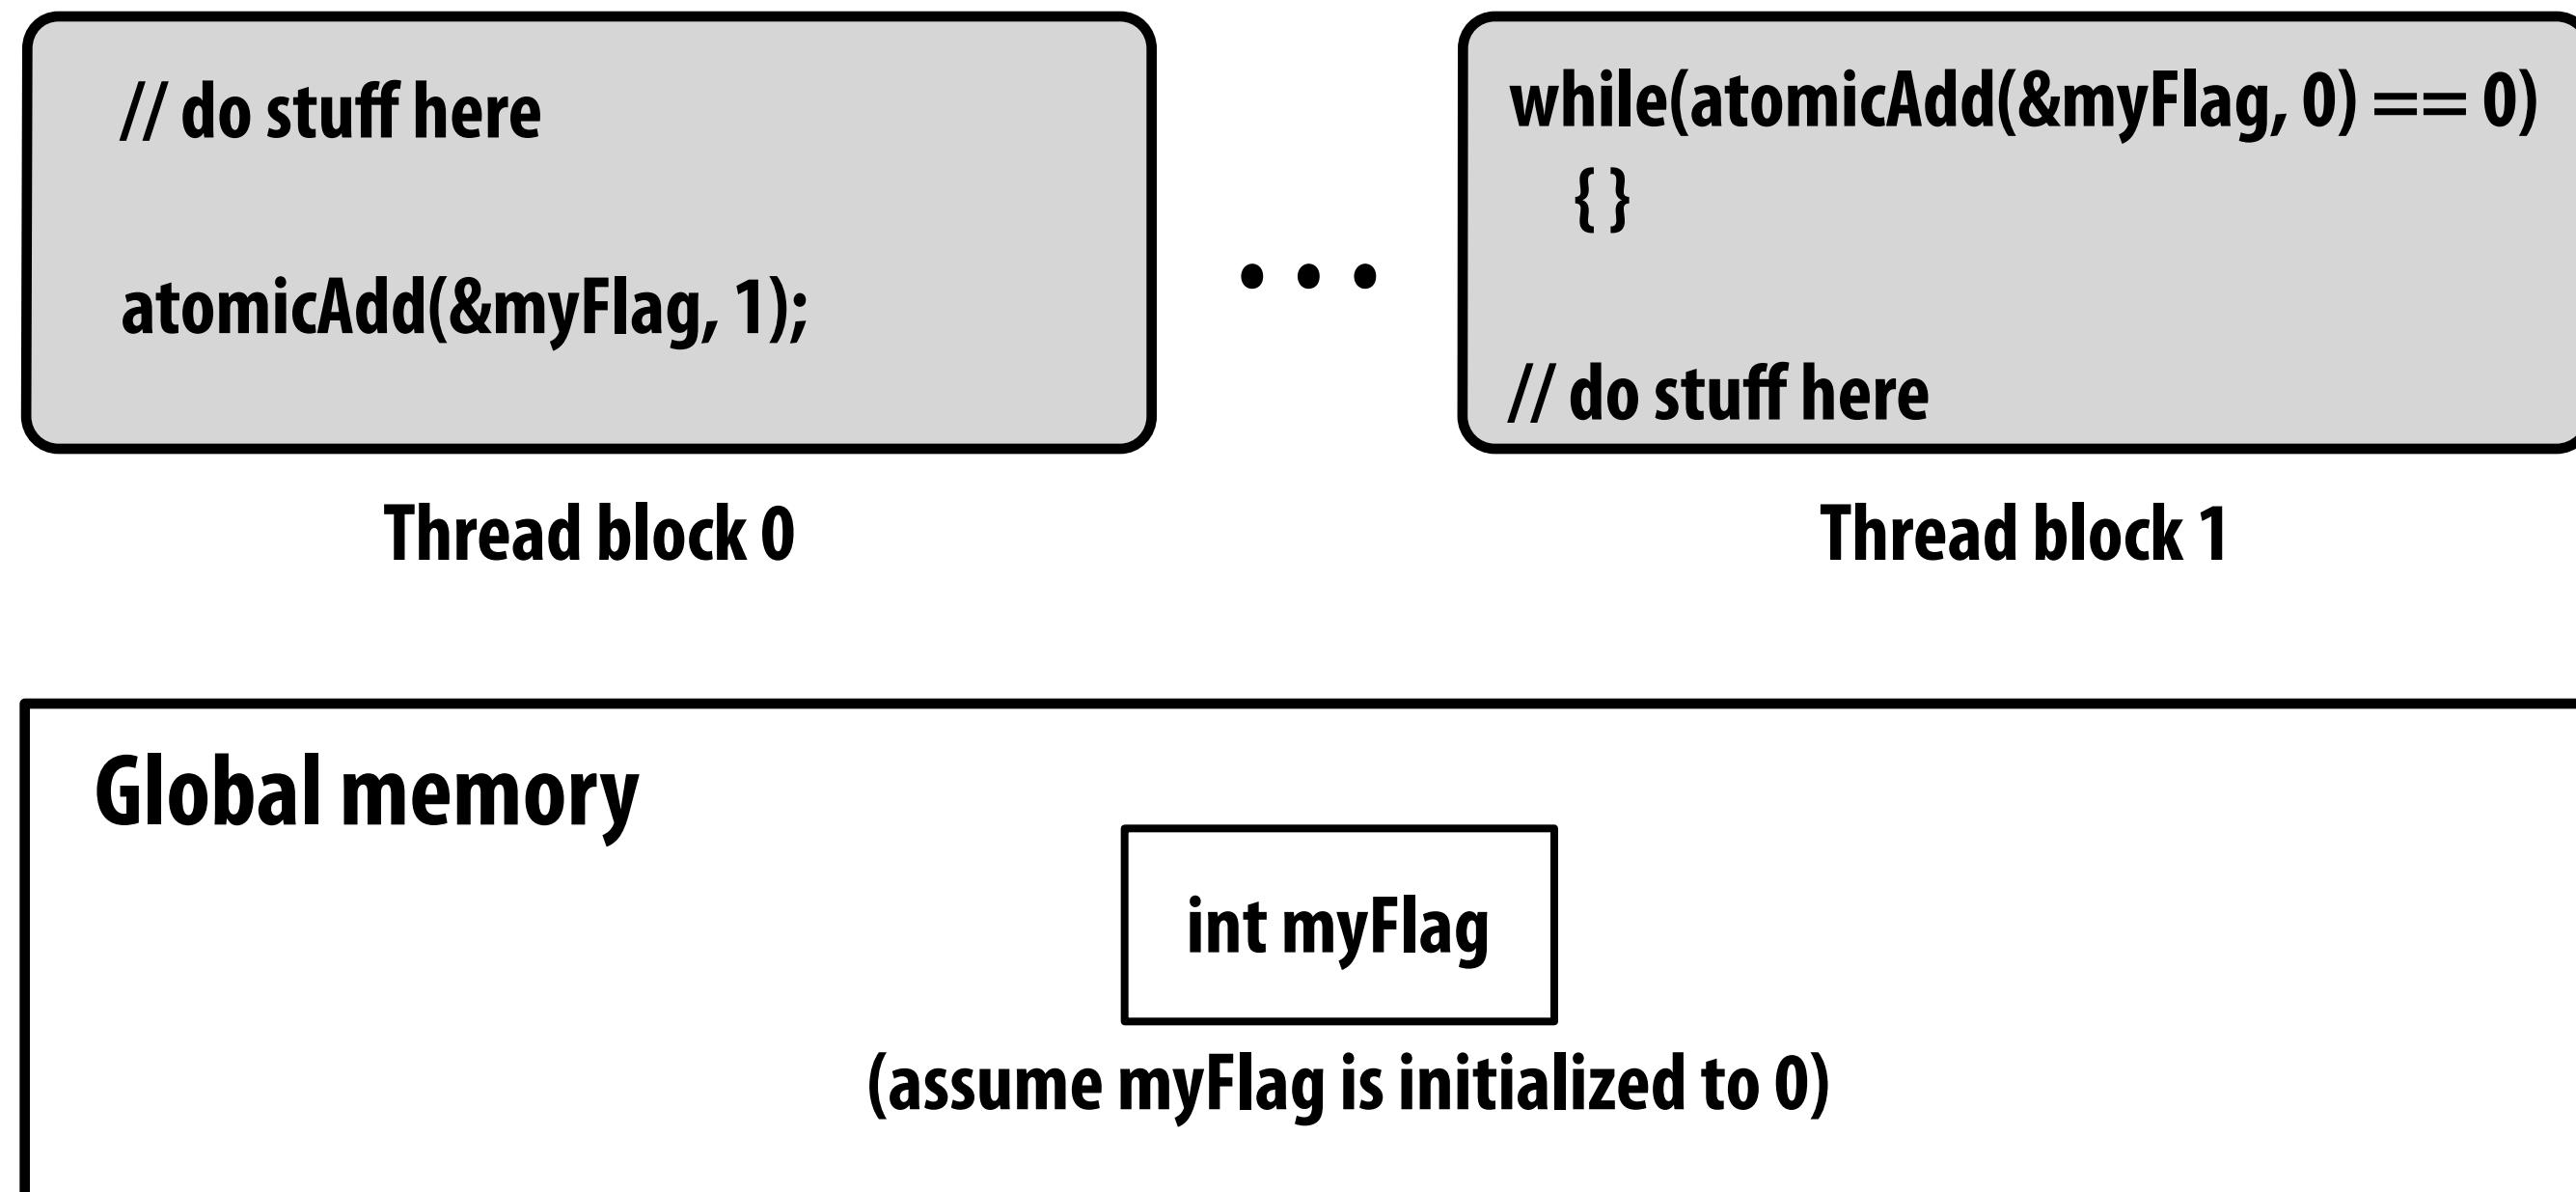 // do stuff here
atomicAdd(&myFlag, 1);
Thread block 0
• • •
while(atomicAdd(&myFlag, 0) == 0)
{ }
// do stuff here
Thread block 1
Global memory
int myFlag
(assume myFlag is initialized to 0)